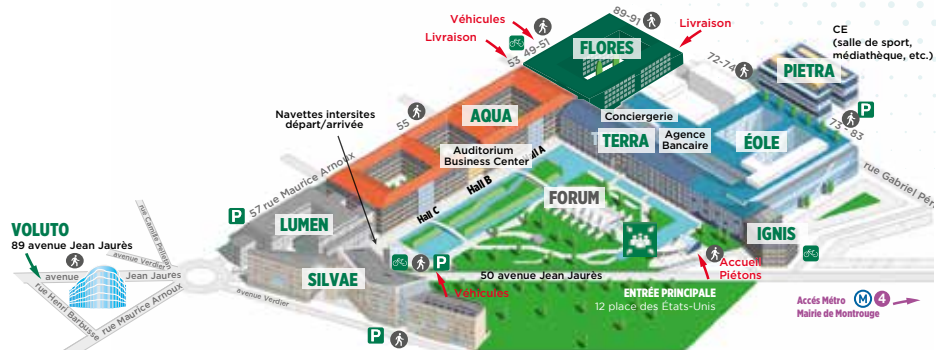 89-91
Véhicules
Livraison
53 49-51
FLORES
Livraison
CE
(salle de sport,
médiathèque, etc.)
72-74
PIETRA
P
73 - 83
Navettes intersites
départ/arrivée
55
AQUA
Conciergerie
TERRA
Agence
Bancaire
ÉOLE
Auditorium
Business Center
Hall A
Hall B
Hall C
FORUM
rue Gabriel Péri
57 rue Maurice Arnoux
P
LUMEN
IGNIS
VOLUTO
89 avenue Jean Jaurès
rue Camille Pelletan
avenue Verdier
avenue Jean Jaurès
rue Henri Barbusse
rue Maurice Arnoux
avenue Verdier
SILVAE
P
Véhicules
50 avenue Jean Jaurès
Accueil
Piétons
ENTRÉE PRINCIPALE
12 place des États-Unis
Accés Métro M 4
Mairie de Montrouge
P